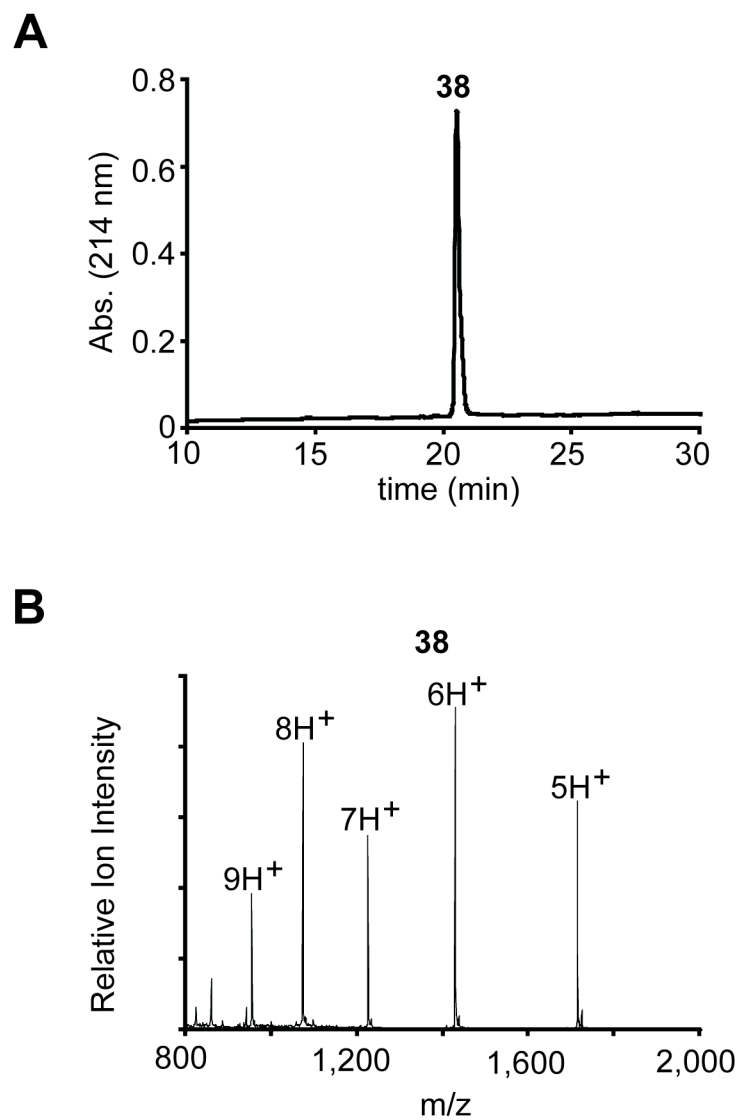 A
38
0.8
0.6
0.4
0.2
0
Abs. (214 nm)
10 15 20 25 30
time (min)
B
38
9H+
8H+
7H+
6H+
5H+
Relative Ion Intensity
800 1,200 1,600 2,000
m/z